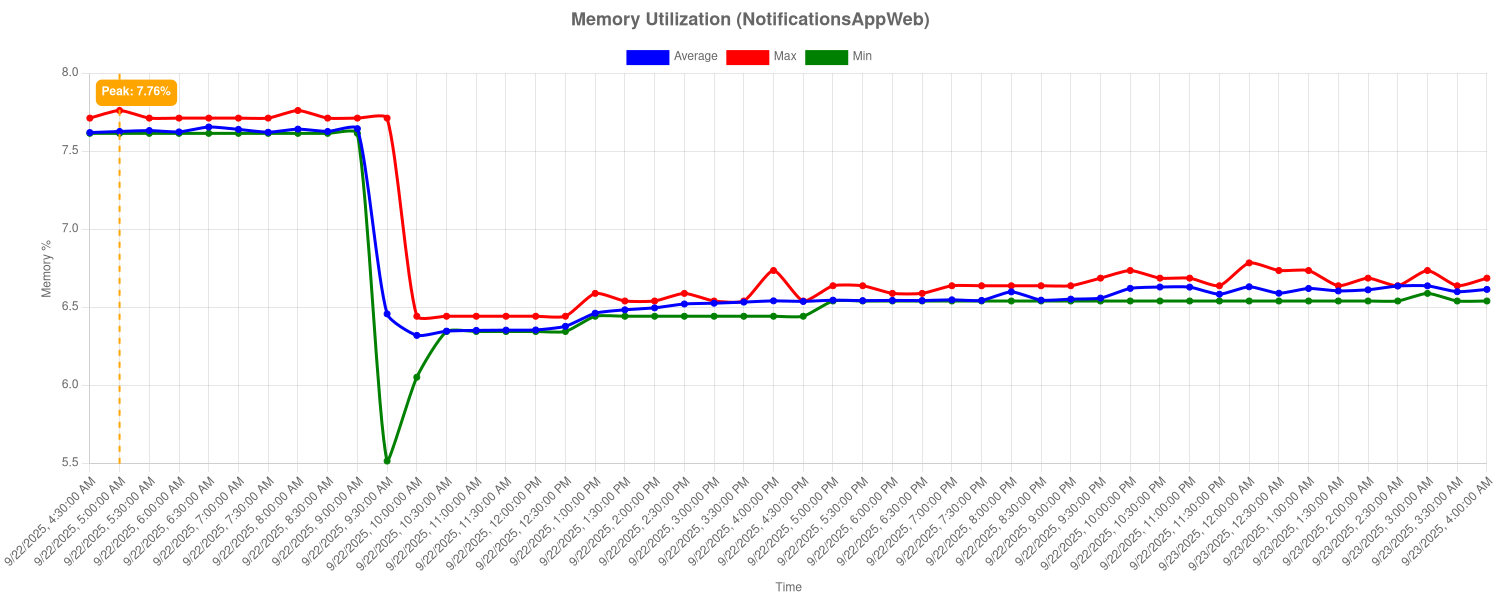 Memory Utilization (NotificationsAppWeb)
Average Max Min
8.0
Peak: 7.76%
7.5
7.0
6.5
6.0
5.5
Memory %
9/22/2025, 4:30:00 AM
9/22/2025, 5:00:00 AM
9/22/2025, 5:30:00 AM
9/22/2025, 6:00:00 AM
9/22/2025, 6:30:00 AM
9/22/2025, 7:00:00 AM
9/22/2025, 7:30:00 AM
9/22/2025, 8:00:00 AM
9/22/2025, 8:30:00 AM
9/22/2025, 9:00:00 AM
9/22/2025, 9:30:00 AM
9/22/2025, 10:00:00 AM
9/22/2025, 10:30:00 AM
9/22/2025, 11:00:00 AM
9/22/2025, 11:30:00 AM
9/22/2025, 12:00:00 PM
9/22/2025, 12:30:00 PM
9/22/2025, 1:00:00 PM
9/22/2025, 1:30:00 PM
9/22/2025, 2:00:00 PM
9/22/2025, 2:30:00 PM
9/22/2025, 3:00:00 PM
9/22/2025, 3:30:00 PM
9/22/2025, 4:00:00 PM
9/22/2025, 4:30:00 PM
9/22/2025, 5:00:00 PM
9/22/2025, 5:30:00 PM
9/22/2025, 6:00:00 PM
9/22/2025, 6:30:00 PM
9/22/2025, 7:00:00 PM
9/22/2025, 7:30:00 PM
9/22/2025, 8:00:00 PM
9/22/2025, 8:30:00 PM
9/22/2025, 9:00:00 PM
9/22/2025, 9:30:00 PM
9/22/2025, 10:00:00 PM
9/22/2025, 10:30:00 PM
9/22/2025, 11:00:00 PM
9/22/2025, 11:30:00 PM
9/23/2025, 12:00:00 AM
9/23/2025, 12:30:00 AM
9/23/2025, 1:00:00 AM
9/23/2025, 1:30:00 AM
9/23/2025, 2:00:00 AM
9/23/2025, 2:30:00 AM
9/23/2025, 3:00:00 AM
9/23/2025, 3:30:00 AM
9/23/2025, 4:00:00 AM
Time